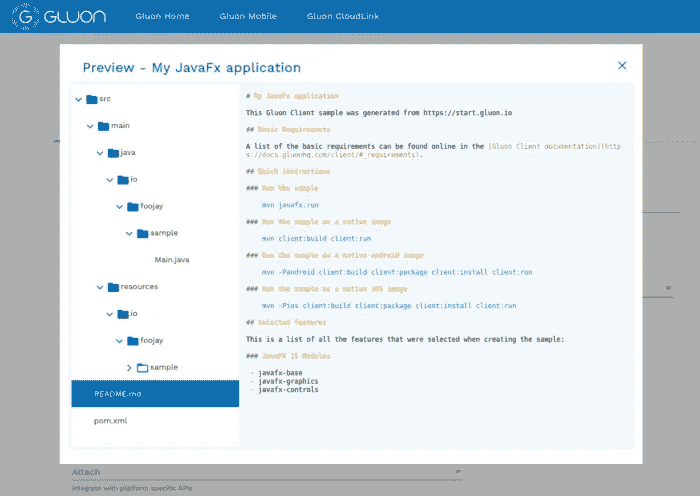 GLUON
Gluon Home
Gluon Mobile
Gluon CloudLink
Preview - My JavaFx application
src
main
java
io
foojay
sample
Main.java
resources
io
foojay
sample
README.md
pom.xml
# My JavaFx application
This Gluon Client sample was generated from https://start.gluon.io
## Basic Requirements
A list of the basic requirements can be found online in the [Gluon Client documentation](http
s://docs.gluonhq.com/client/#_requirements).
## Quick instructions
### Run the sample
mvn javafx:run
### Run the sample as a native image
mvn client:build client:run
### Run the sample as a native android image
mvn -Pandroid client:build client:package client:install client:run
### Run the sample as a native iOS image
mvn -Pios client:build client:package client:install client:run
## Selected features
This is a list of all the features that were selected when creating the sample:
### JavaFX 15 Modules
- javafx-base
- javafx-graphics
- javafx-controls
Attach
Integrate with platform specific APIs